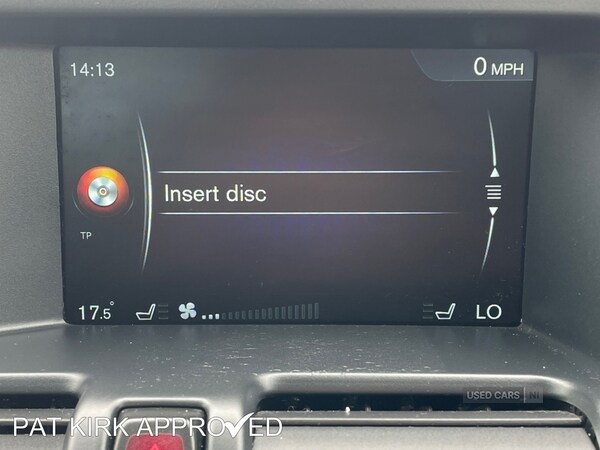 14:13
0 MPH
Insert disc
TP
17.5° LO
USED CARS NI
PAT KIRK APPROVED